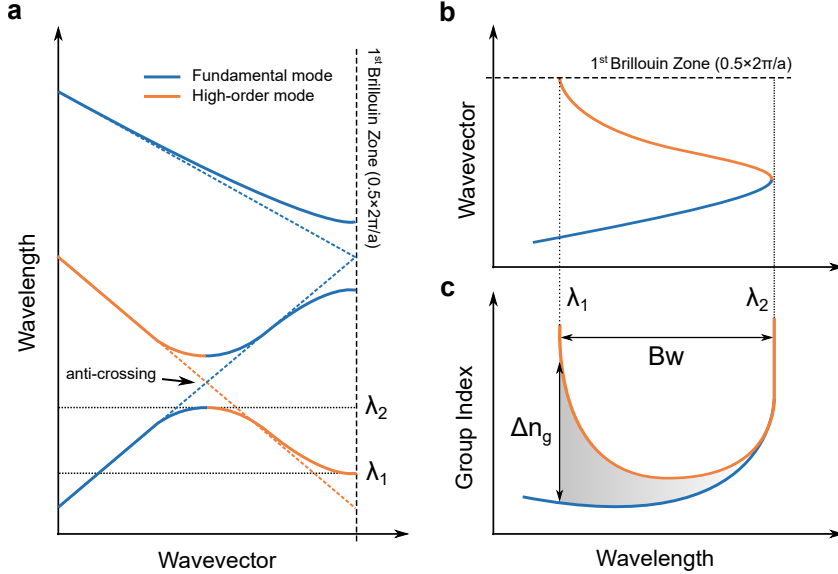 a
Fundamental mode
High-order mode
1st Brillouin Zone (0.5×2π/a)
anti-crossing
λ2
λ1
Wavelength
Wavevector
b
1st Brillouin Zone (0.5×2π/a)
Wavevector
λ1
λ2
c
Bw
Δng
Group Index
Wavelength